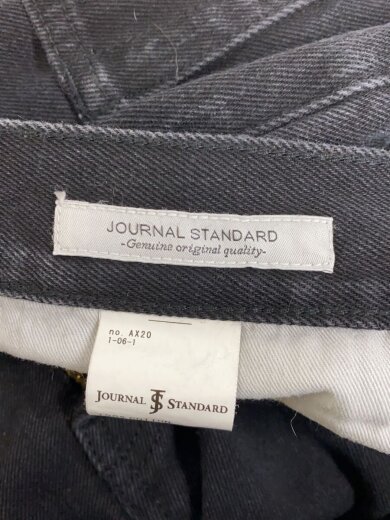 JOURNAL STANDARD
-Genuine original quality-
no. AX20
1-06-1
JOURNAL JS STANDARD